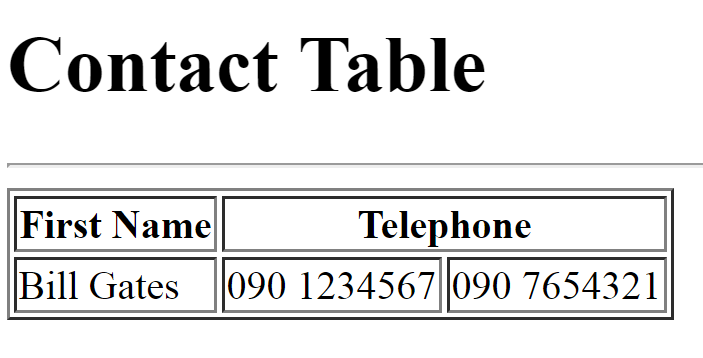 Contact Table
First Name Telephone
Bill Gates 090 1234567 090 7654321